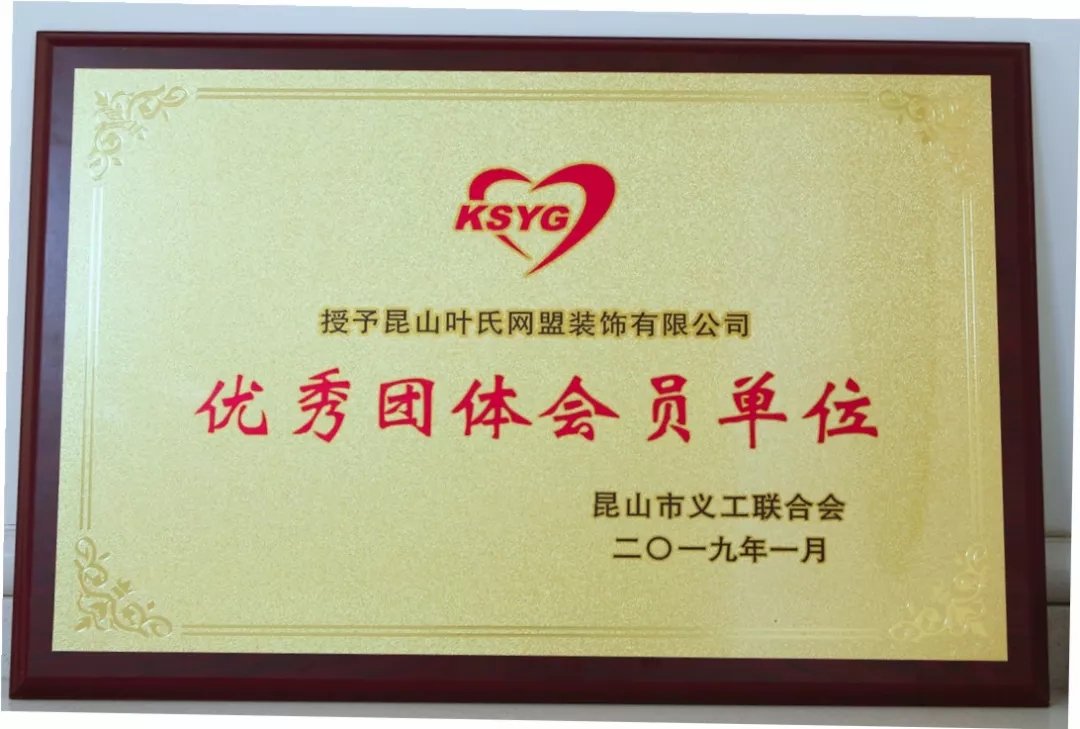 KSYG
授予昆山叶氏网盟装饰有限公司
优秀团体会员单位
昆山市义工联合会
二〇一九年一月